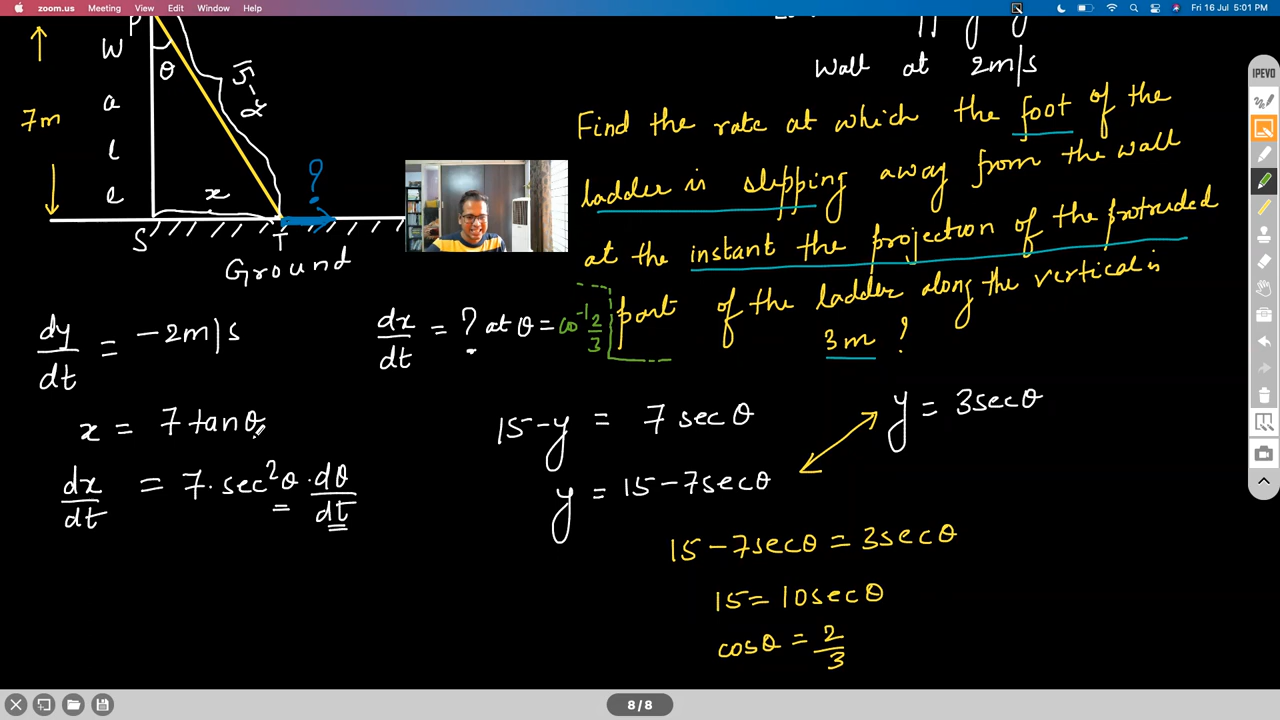 zoom.us Meeting View Edit Window Help
Fri 16 Jul 5:01 PM
IPEVO
P
θ
W a l l
7m
15-y
x
?
S
T
Ground
Wall at 2m/s
Find the rate at which the foot of the
ladder is slipping away from the wall
at the instant the projection of the protruded
part of the ladder along the vertical is
3m ?
dy/dt = -2m/s
dx/dt = ? at θ = cos⁻¹ 2/3
x = 7 tanθ
15-y = 7 secθ
y = 3secθ
dx/dt = 7. sec²θ . dθ/dt
y = 15-7secθ
15-7secθ = 3secθ
15 = 10secθ
cosθ = 2/3
8/8